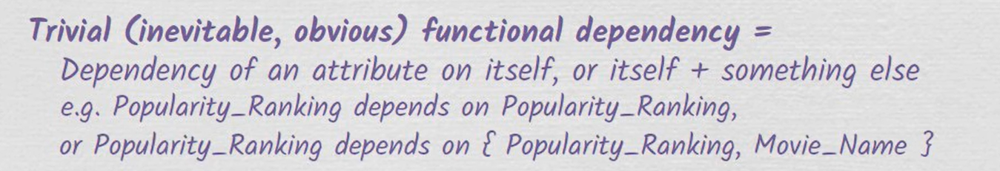 Trivial (inevitable, obvious) functional dependency =
Dependency of an attribute on itself, or itself + something else
e.g. Popularity_Ranking depends on Popularity_Ranking,
or Popularity_Ranking depends on { Popularity_Ranking, Movie_Name }